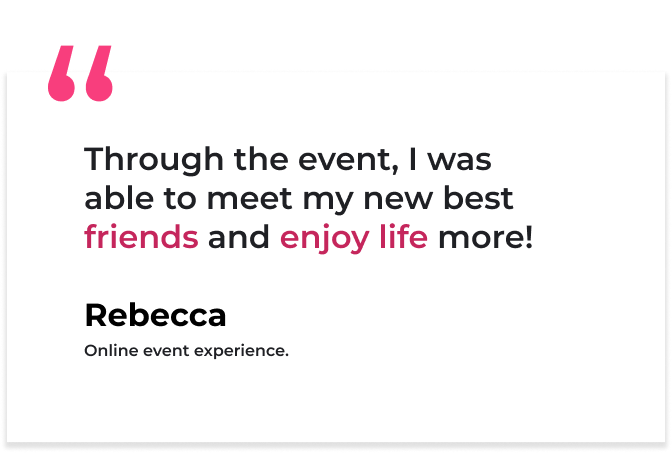 “
Through the event, I was
able to meet my new best
friends and enjoy life more!
Rebecca
Online event experience.